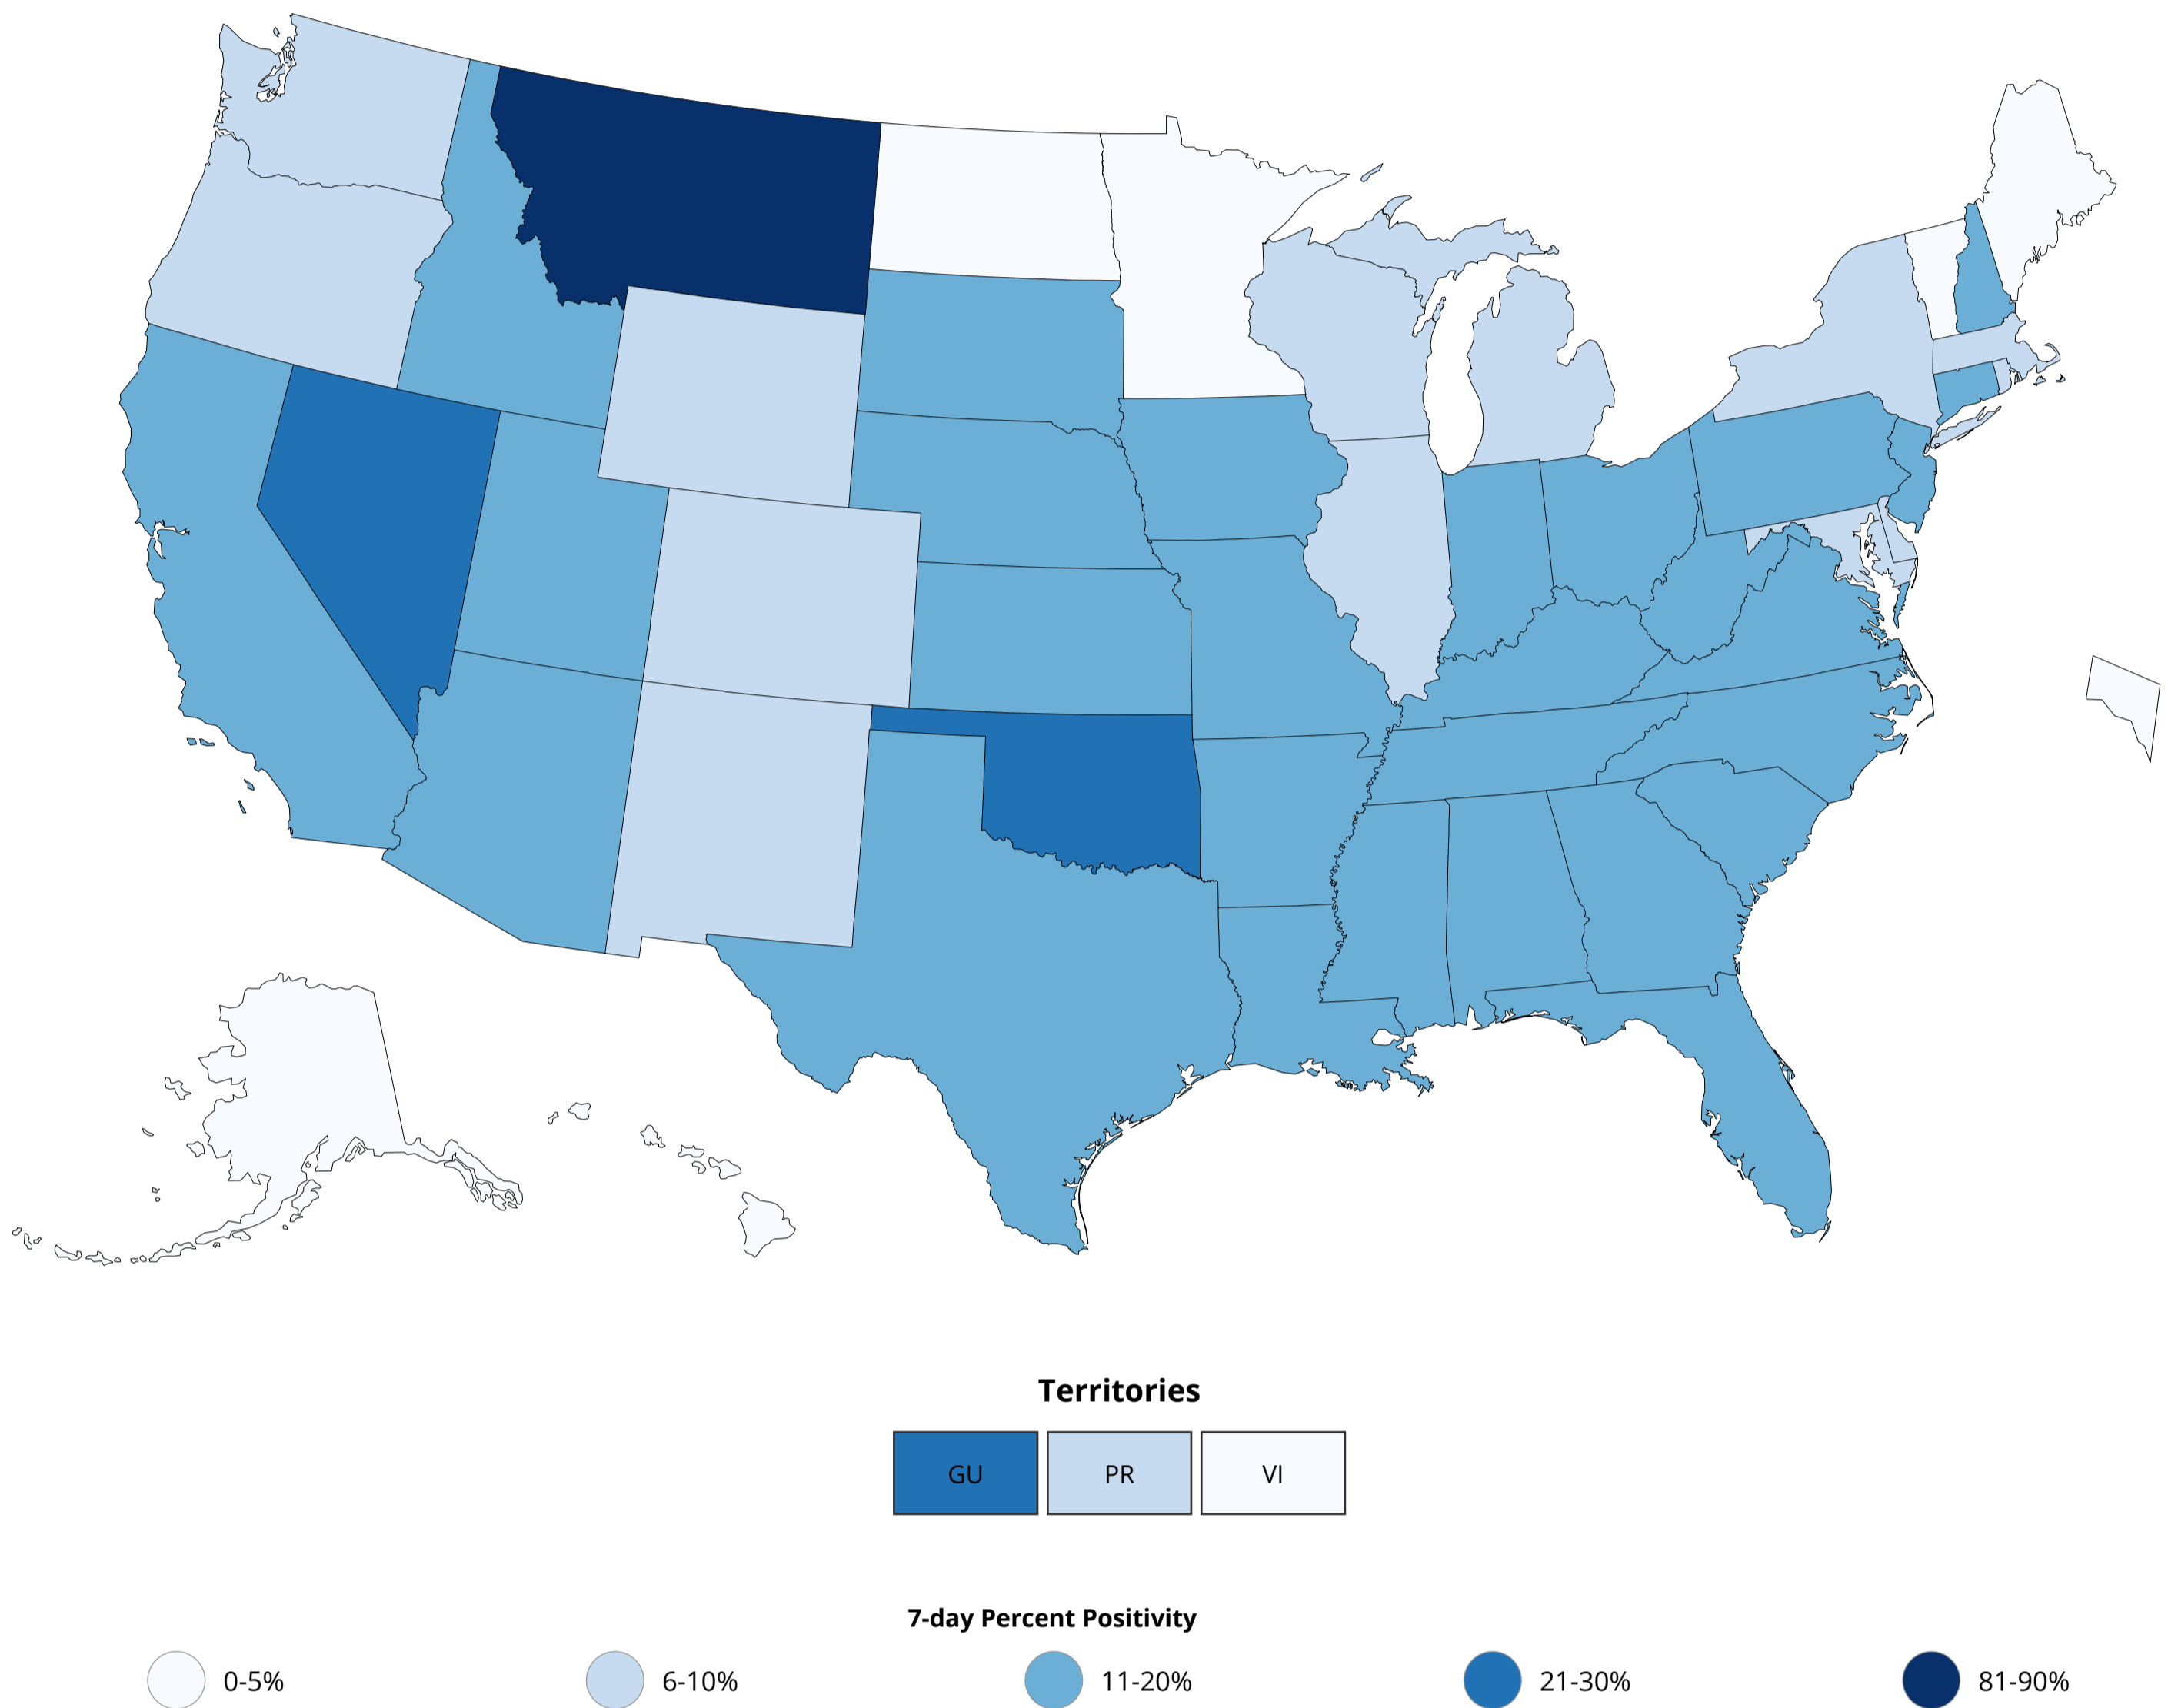 Territories
GU PR VI
7-day Percent Positivity
0-5% 6-10% 11-20% 21-30% 81-90%